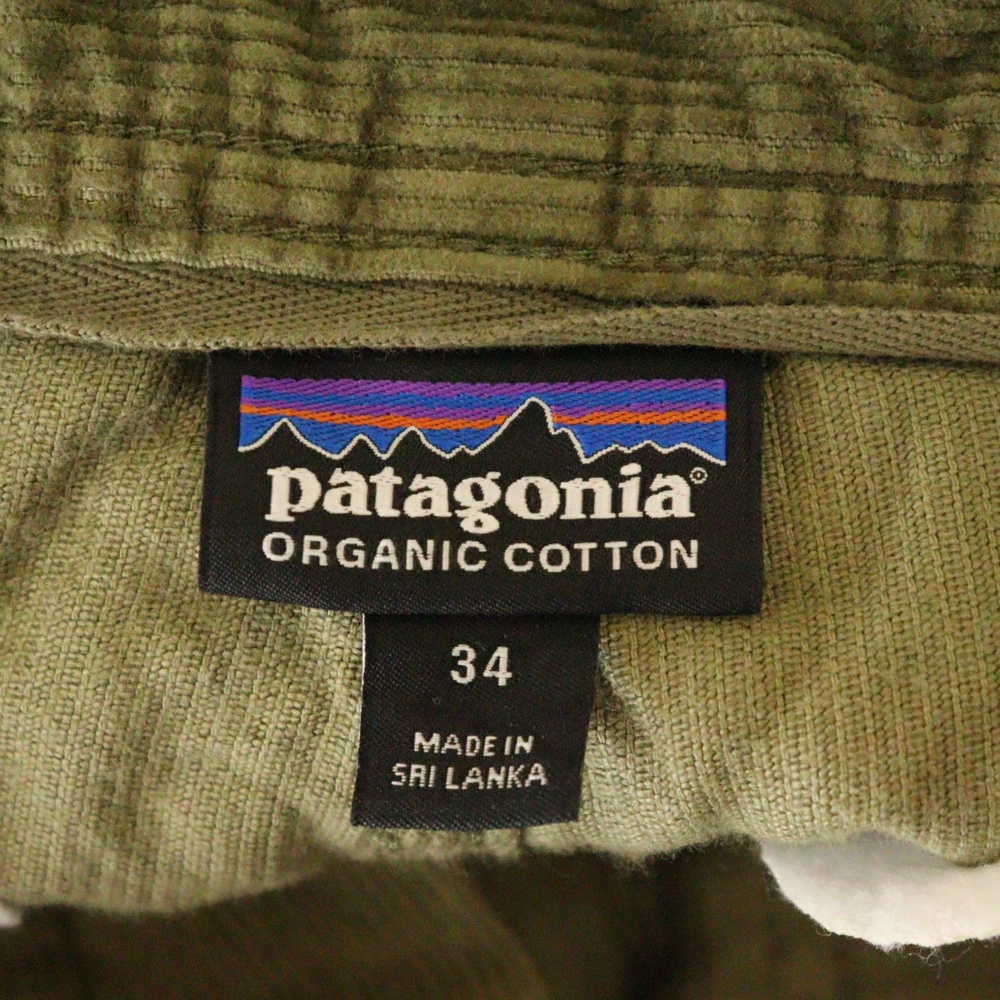 patagonia®
ORGANIC COTTON
34
MADE IN
SRI LANKA